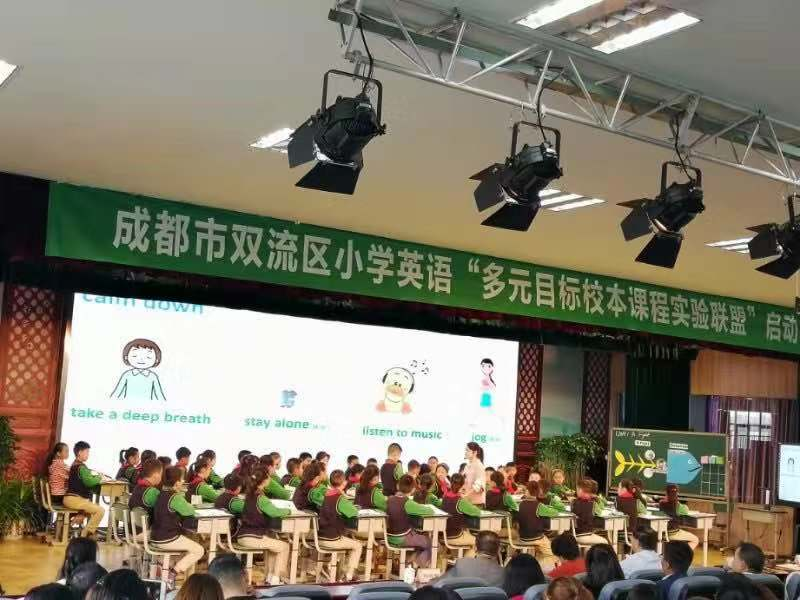 成都市双流区小学英语“多元目标校本课程实验联盟”启动
calm down
take a deep breath
stay alone
listen to music
jog